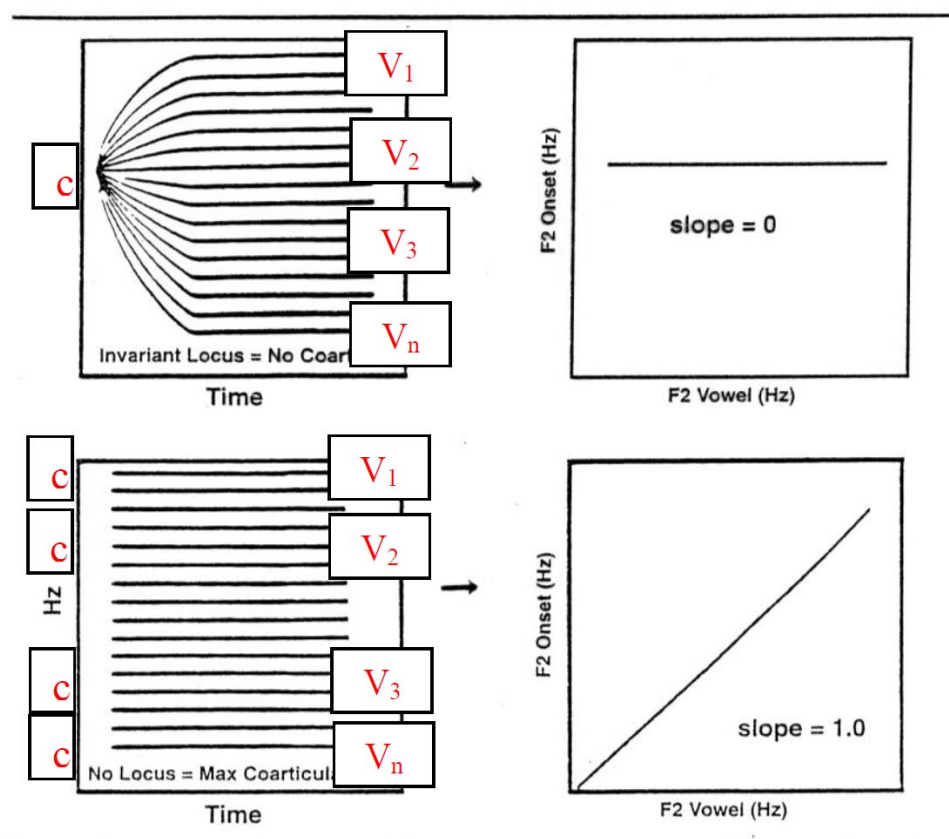 V1
V2
C
V3
Vn
Invariant Locus = No Coart
Time
F2 Onset (Hz)
slope = 0
F2 Vowel (Hz)
C
V1
C
V2
Hz
C
V3
C
Vn
No Locus = Max Coarticul
Time
F2 Onset (Hz)
slope = 1.0
F2 Vowel (Hz)